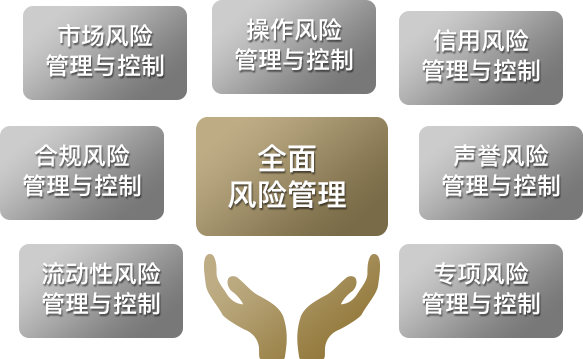 市场风险
管理与控制
操作风险
管理与控制
信用风险
管理与控制
合规风险
管理与控制
全面
风险管理
声誉风险
管理与控制
流动性风险
管理与控制
专项风险
管理与控制